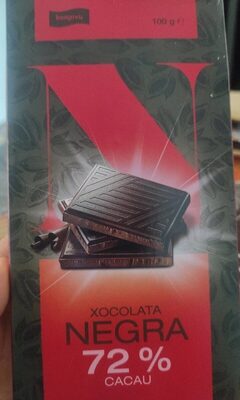 bonpreu
100 g e
XOCOLATA
NEGRA
72 %
CACAU